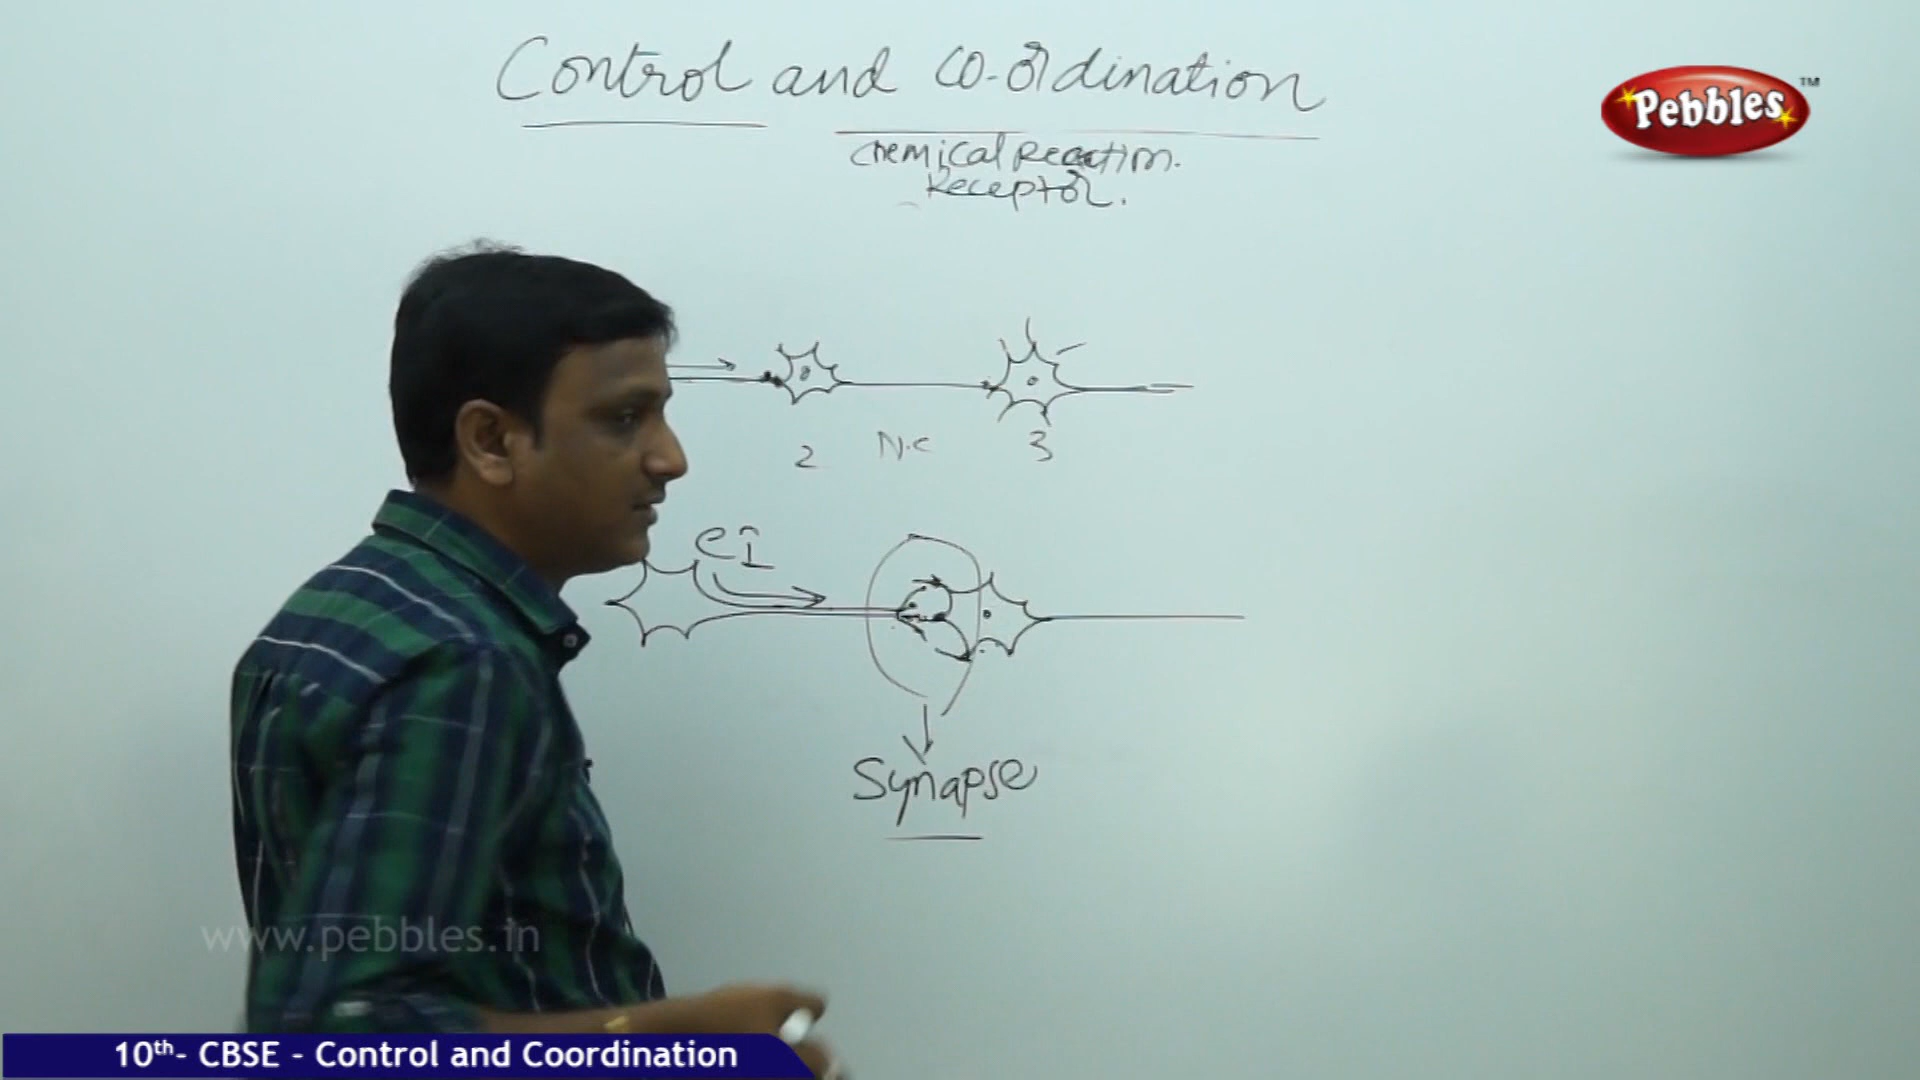 Control and Co-ordination
Pebbles™
Chemical Reaction.
Receptor.
2 N.C 3
eI
Synapse
www.pebbles.in
10th- CBSE - Control and Coordination